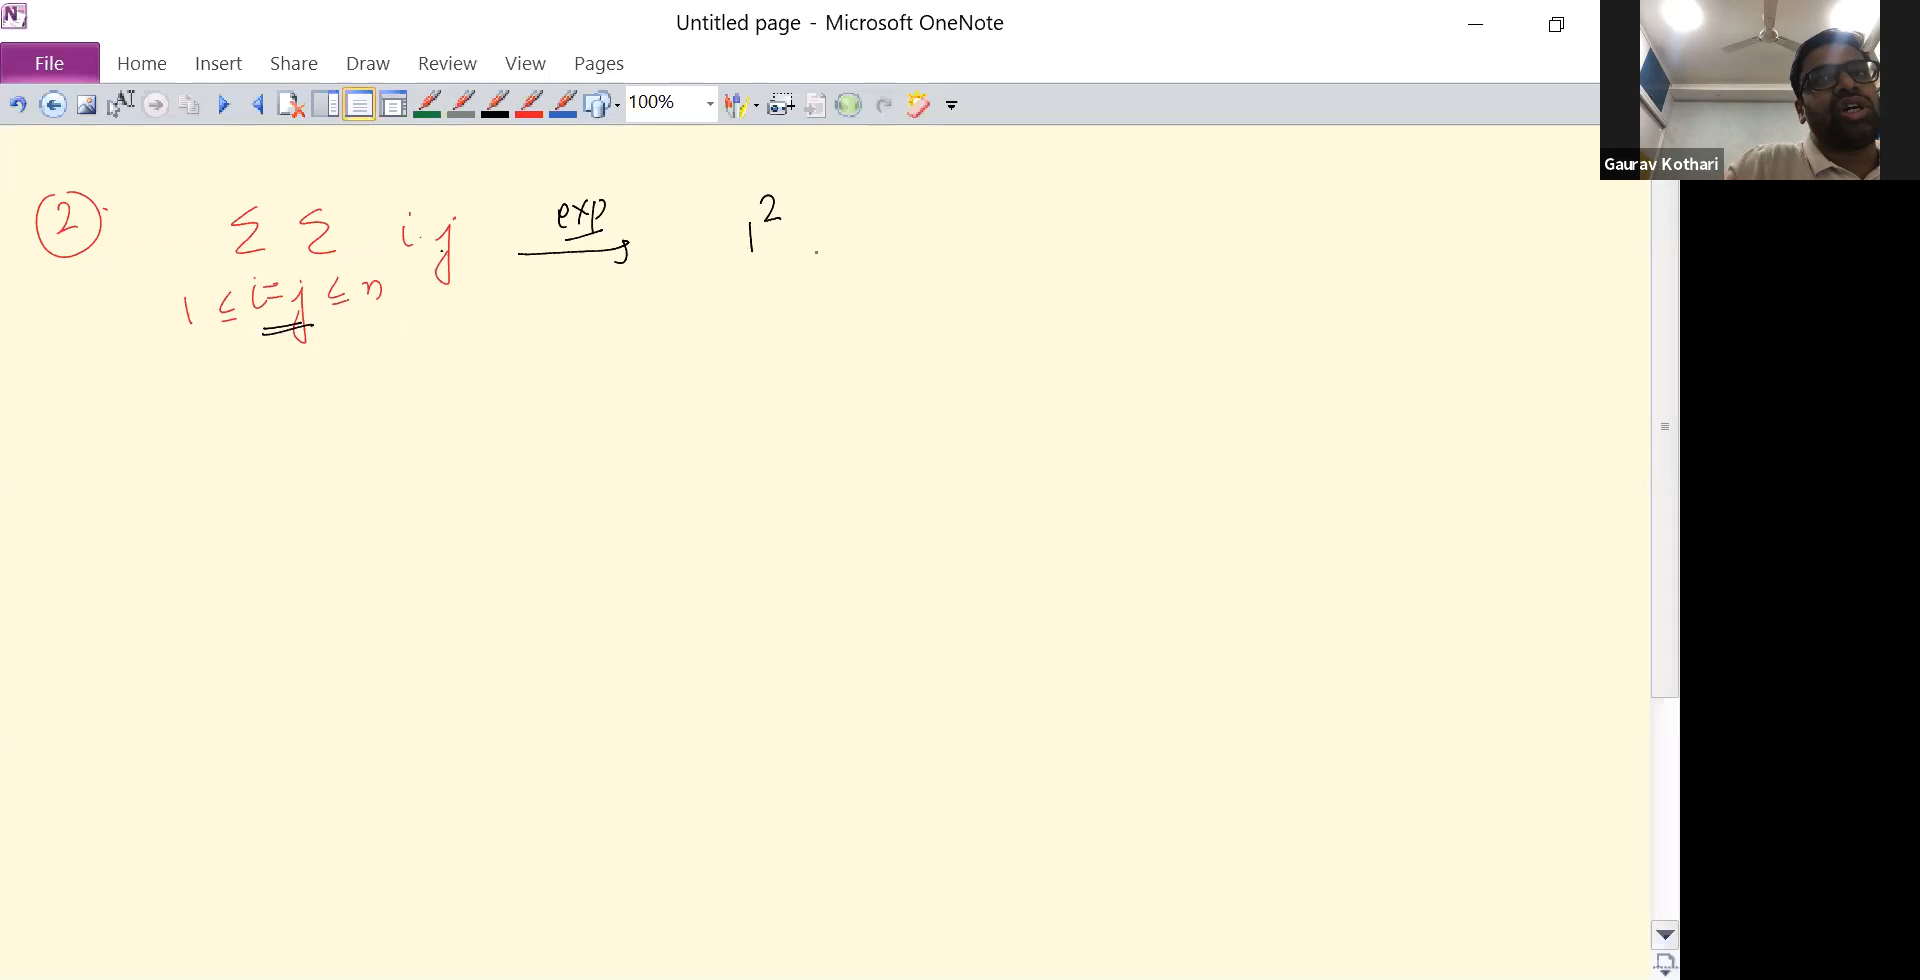 Untitled page - Microsoft OneNote
File Home Insert Share Draw Review View Pages
100%
Gaurav Kothari
② Σ Σ i·j exp → 1²
1 ≤ i=j ≤ n